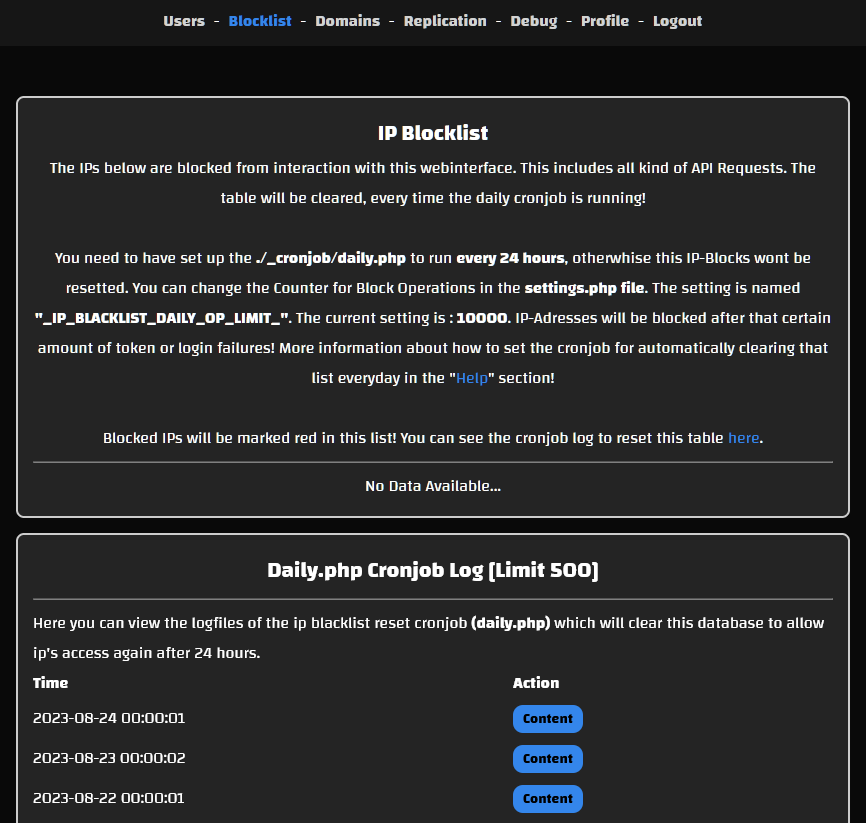 Users - Blocklist - Domains - Replication - Debug - Profile - Logout
IP Blocklist
The IPs below are blocked from interaction with this webinterface. This includes all kind of API Requests. The
table will be cleared, every time the daily cronjob is running!
You need to have set up the ./_cronjob/daily.php to run every 24 hours, otherwhise this IP-Blocks wont be
resetted. You can change the Counter for Block Operations in the settings.php file. The setting is named
"_IP_BLACKLIST_DAILY_OP_LIMIT_". The current setting is : 10000. IP-Adresses will be blocked after that certain
amount of token or login failures! More information about how to set the cronjob for automatically clearing that
list everyday in the "Help" section!
Blocked IPs will be marked red in this list! You can see the cronjob log to reset this table here.
No Data Available...
Daily.php Cronjob Log [Limit 500]
Here you can view the logfiles of the ip blacklist reset cronjob (daily.php) which will clear this database to allow
ip's access again after 24 hours.
Time Action
2023-08-24 00:00:01 Content
2023-08-23 00:00:02 Content
2023-08-22 00:00:01 Content